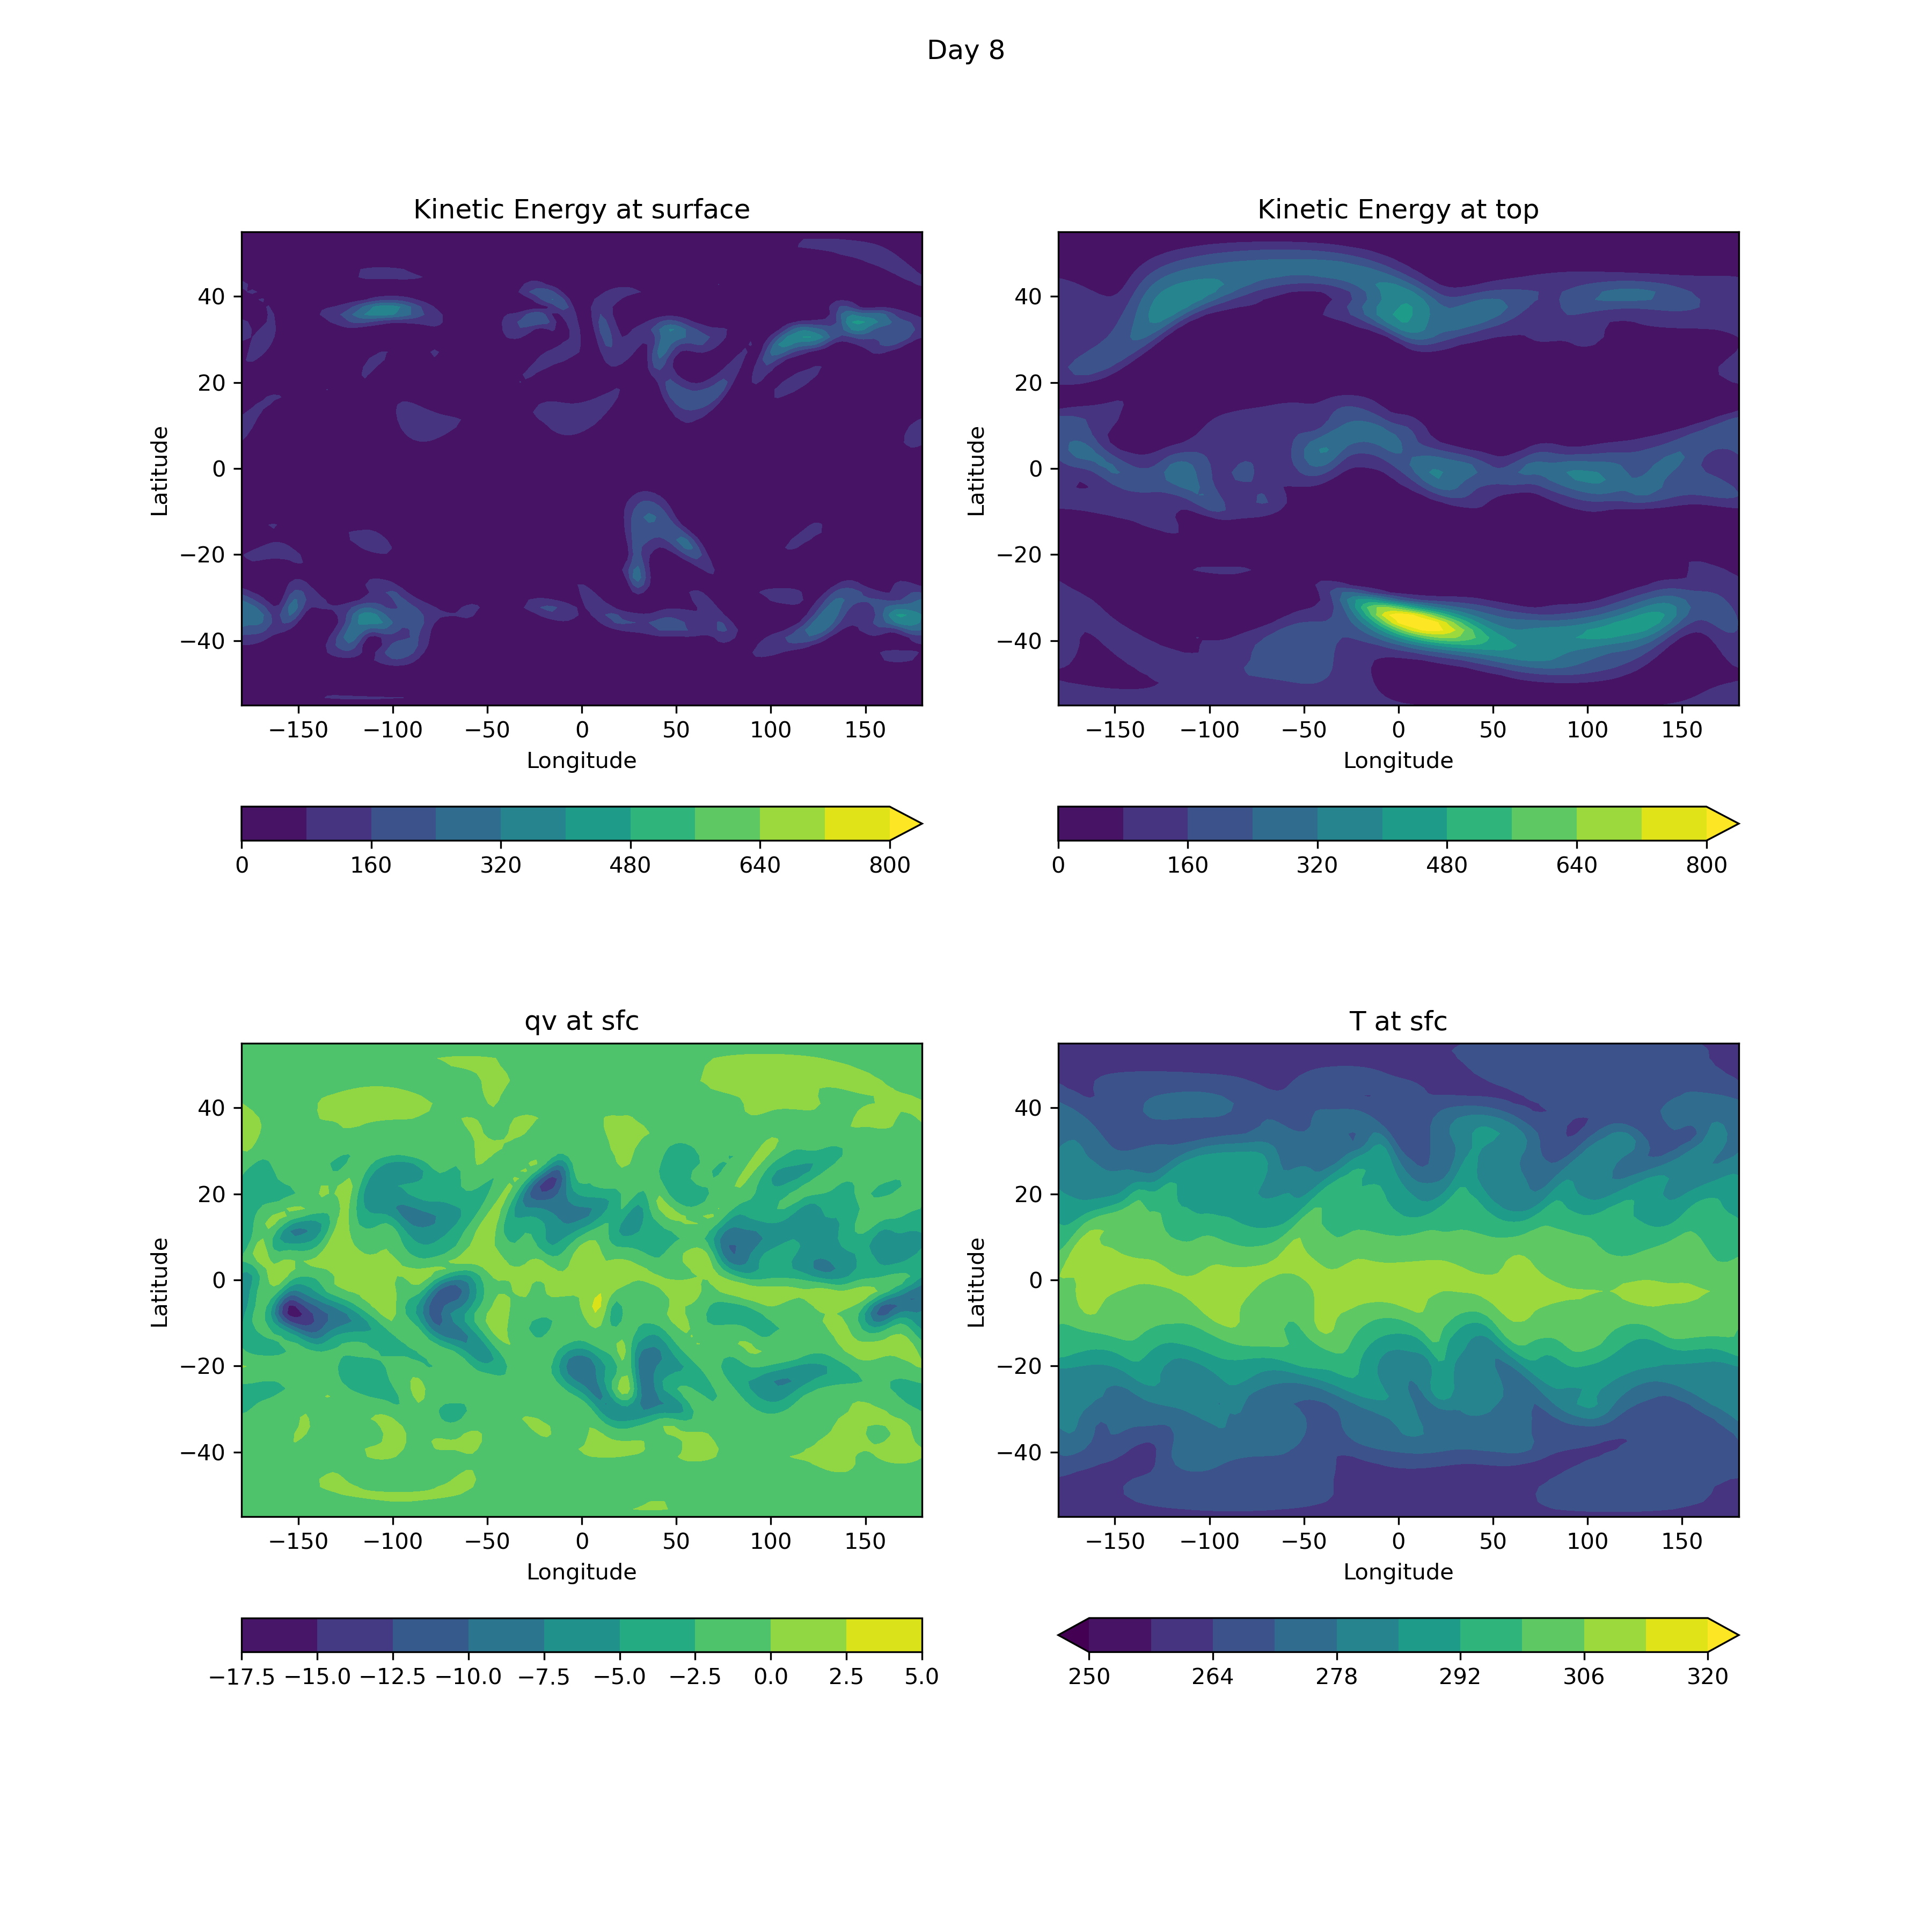 Day 8
Kinetic Energy at surface
Latitude
40
20
0
−20
−40
−150 −100 −50 0 50 100 150
Longitude
0 160 320 480 640 800
Kinetic Energy at top
Latitude
40
20
0
−20
−40
−150 −100 −50 0 50 100 150
Longitude
0 160 320 480 640 800
qv at sfc
Latitude
40
20
0
−20
−40
−150 −100 −50 0 50 100 150
Longitude
−17.5 −15.0 −12.5 −10.0 −7.5 −5.0 −2.5 0.0 2.5 5.0
T at sfc
Latitude
40
20
0
−20
−40
−150 −100 −50 0 50 100 150
Longitude
250 264 278 292 306 320